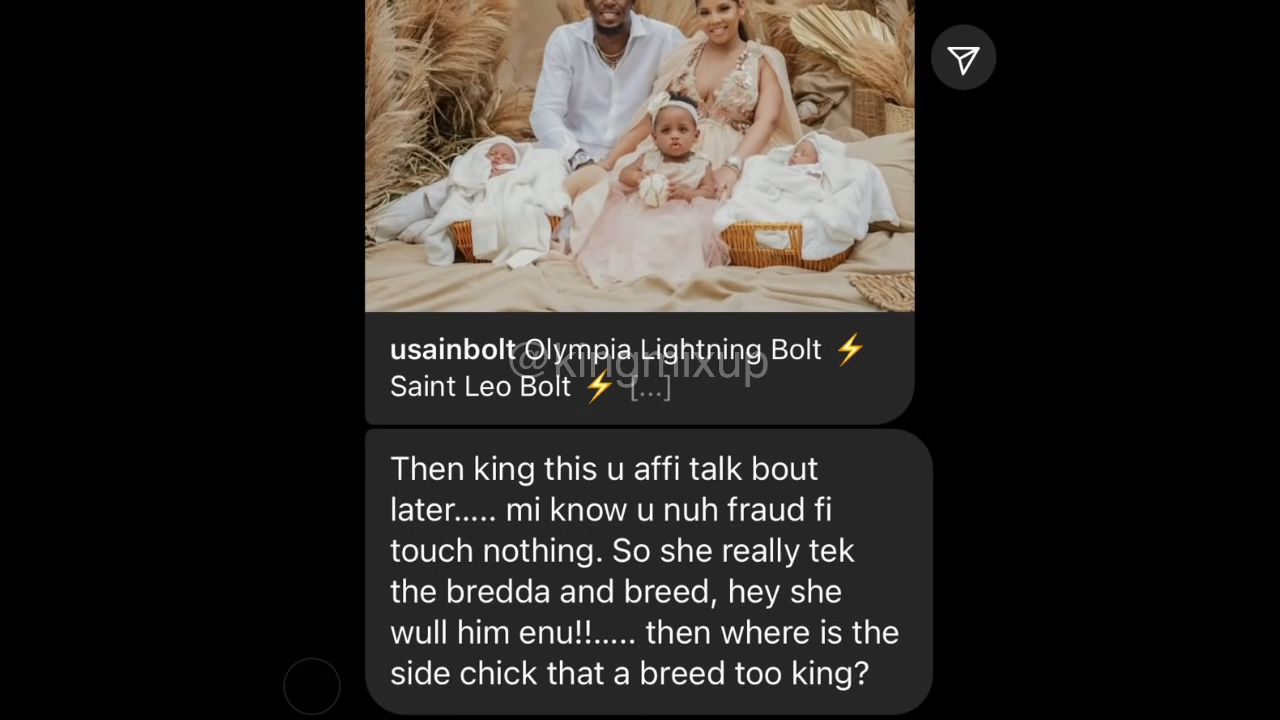 usainbolt Olympia Lightning Bolt ⚡
Saint Leo Bolt ⚡ [...]
@kingmixup
Then king this u affi talk bout
later..... mi know u nuh fraud fi
touch nothing. So she really tek
the bredda and breed, hey she
wull him enu!!..... then where is the
side chick that a breed too king?